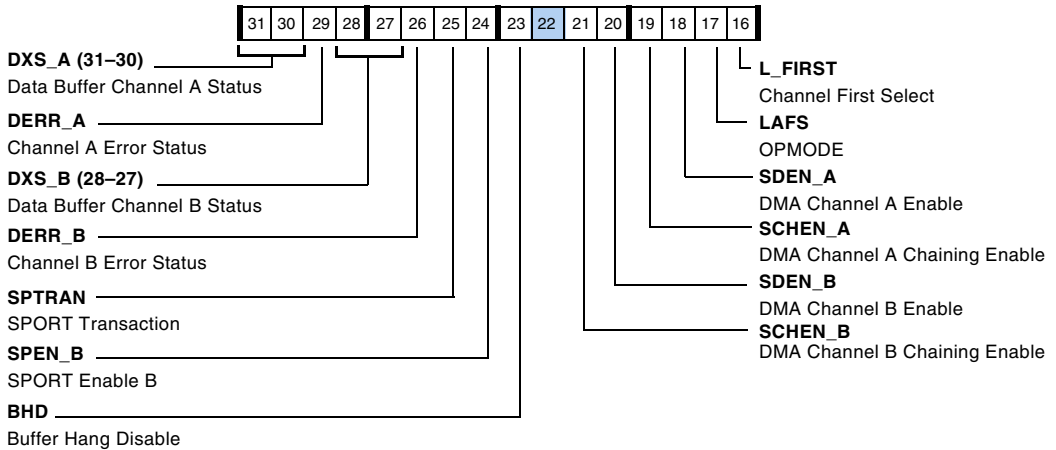 31 30 29 28 27 26 25 24 23 22 21 20 19 18 17 16
DXS_A (31–30)
Data Buffer Channel A Status
DERR_A
Channel A Error Status
DXS_B (28–27)
Data Buffer Channel B Status
DERR_B
Channel B Error Status
SPTRAN
SPORT Transaction
SPEN_B
SPORT Enable B
BHD
Buffer Hang Disable
L_FIRST
Channel First Select
LAFS
OPMODE
SDEN_A
DMA Channel A Enable
SCHEN_A
DMA Channel A Chaining Enable
SDEN_B
DMA Channel B Enable
SCHEN_B
DMA Channel B Chaining Enable